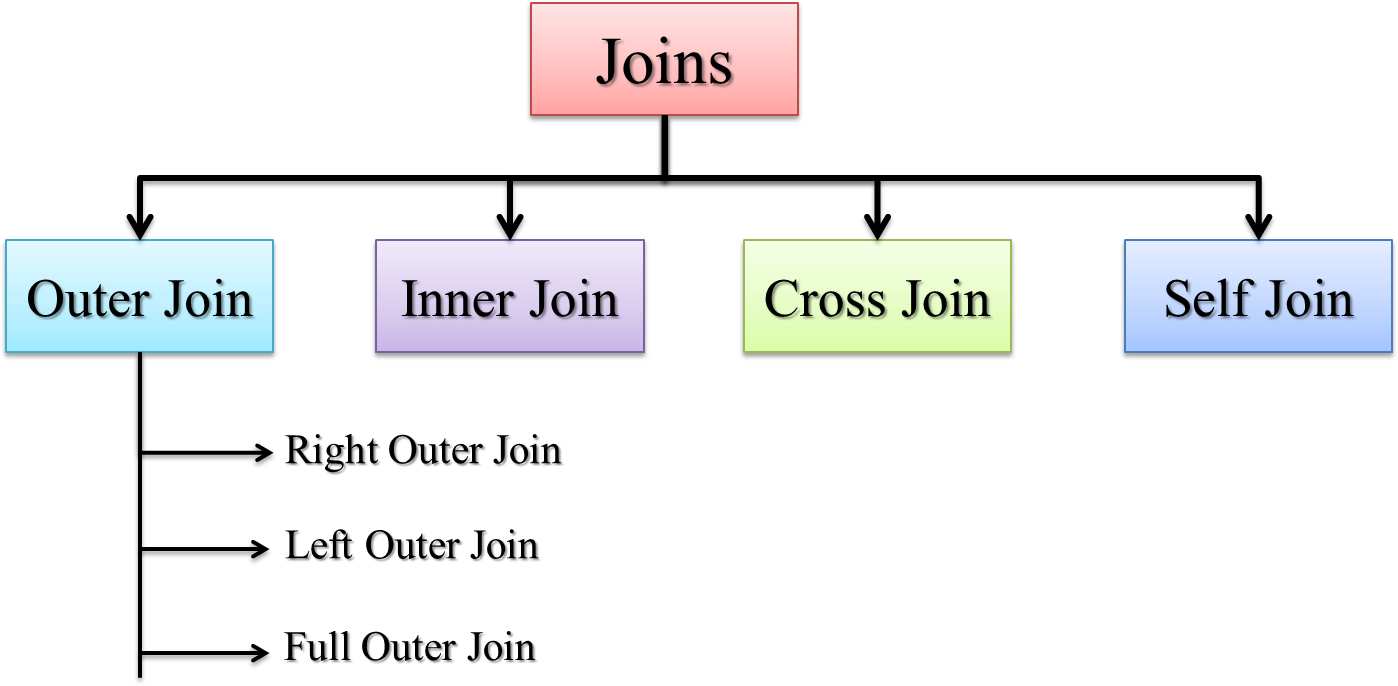 Joins
Outer Join
Inner Join
Cross Join
Self Join
Right Outer Join
Left Outer Join
Full Outer Join